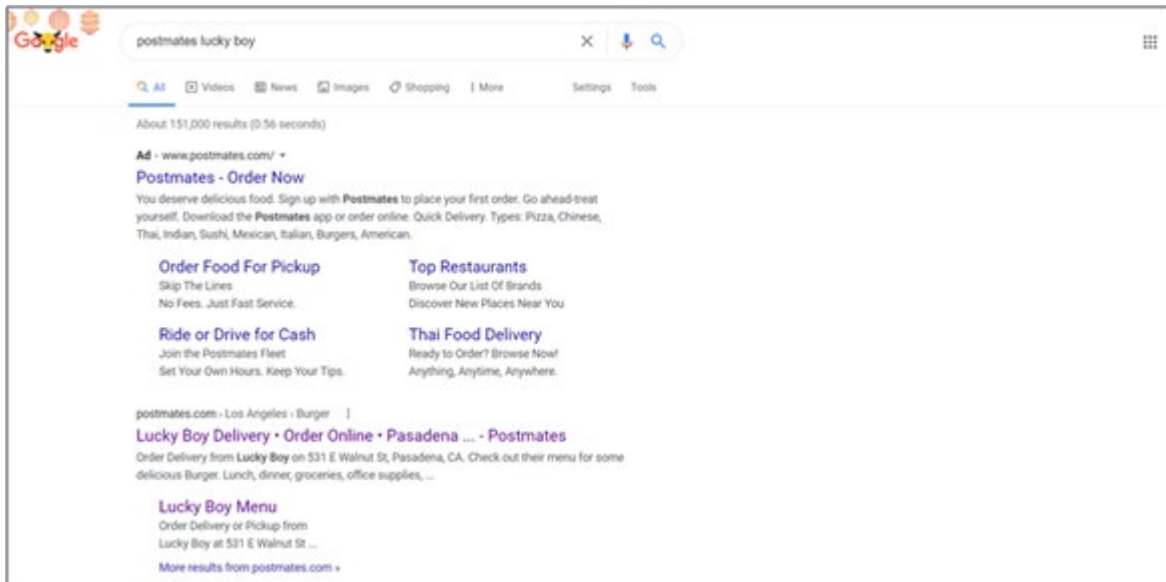 Google
postmates lucky boy
All Videos News Images Shopping More Settings Tools
About 151,000 results (0.56 seconds)
Ad · www.postmates.com/
Postmates - Order Now
You deserve delicious food. Sign up with Postmates to place your first order. Go ahead-treat
yourself. Download the Postmates app or order online. Quick Delivery. Types: Pizza, Chinese,
Thai, Indian, Sushi, Mexican, Italian, Burgers, American.
Order Food For Pickup
Skip The Lines
No Fees. Just Fast Service.
Top Restaurants
Browse Our List Of Brands
Discover New Places Near You
Ride or Drive for Cash
Join the Postmates Fleet
Set Your Own Hours. Keep Your Tips.
Thai Food Delivery
Ready to Order? Browse Now!
Anything, Anytime, Anywhere.
postmates.com › Los Angeles › Burger
Lucky Boy Delivery • Order Online • Pasadena ... - Postmates
Order Delivery from Lucky Boy on 531 E Walnut St, Pasadena, CA. Check out their menu for some
delicious Burger. Lunch, dinner, groceries, office supplies, ...
Lucky Boy Menu
Order Delivery or Pickup from
Lucky Boy at 531 E Walnut St ...
More results from postmates.com »